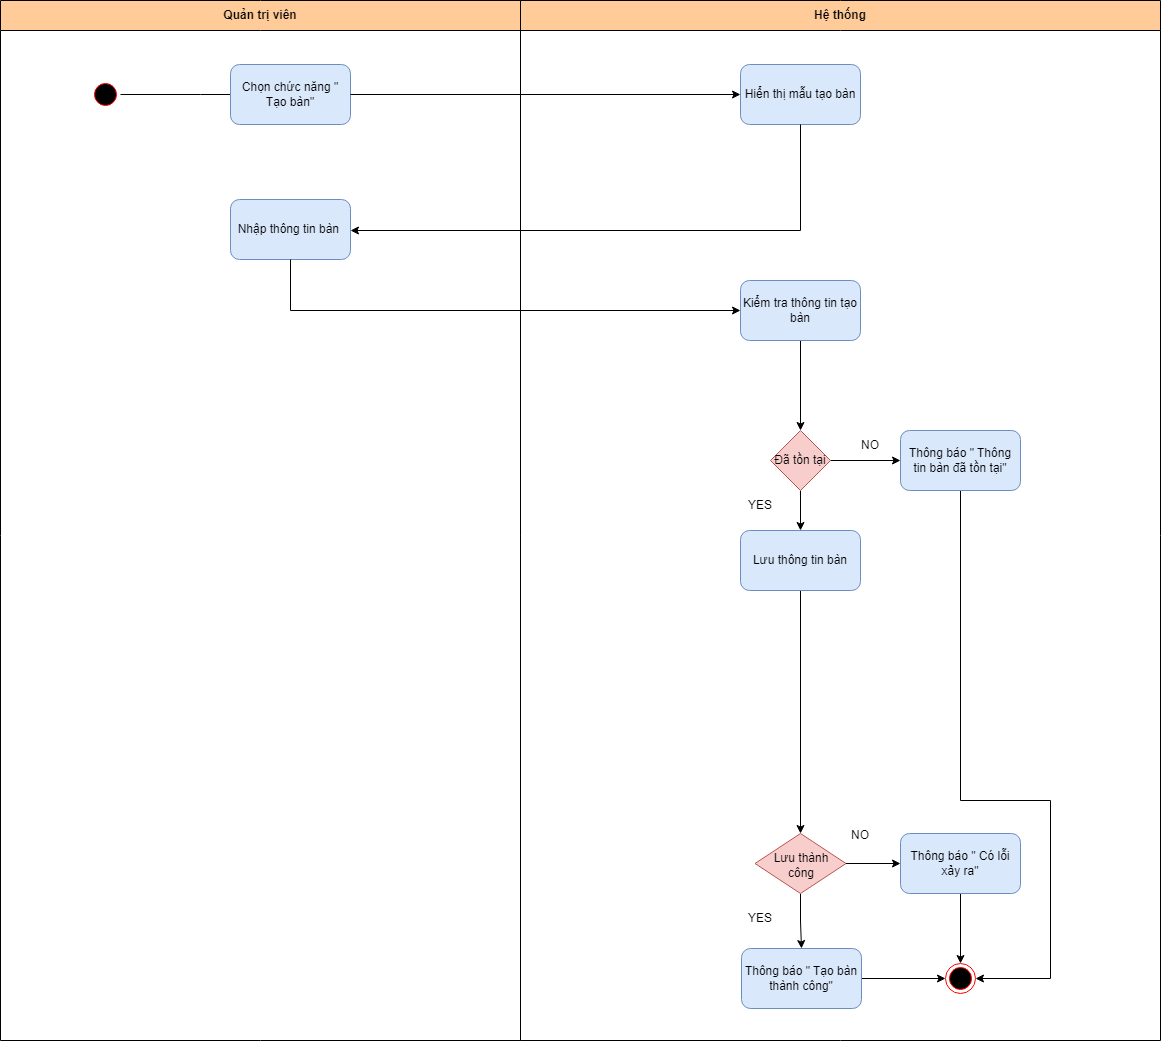 Quản trị viên
Hệ thống
Chọn chức năng "
Tạo bàn"
Hiển thị mẫu tạo bàn
Nhập thông tin bàn
Kiểm tra thông tin tạo
bàn
Đã tồn tại
NO
Thông báo " Thông
tin bàn đã tồn tại"
YES
Lưu thông tin bàn
Lưu thành
công
NO
Thông báo " Có lỗi
xảy ra"
YES
Thông báo " Tạo bàn
thành công"